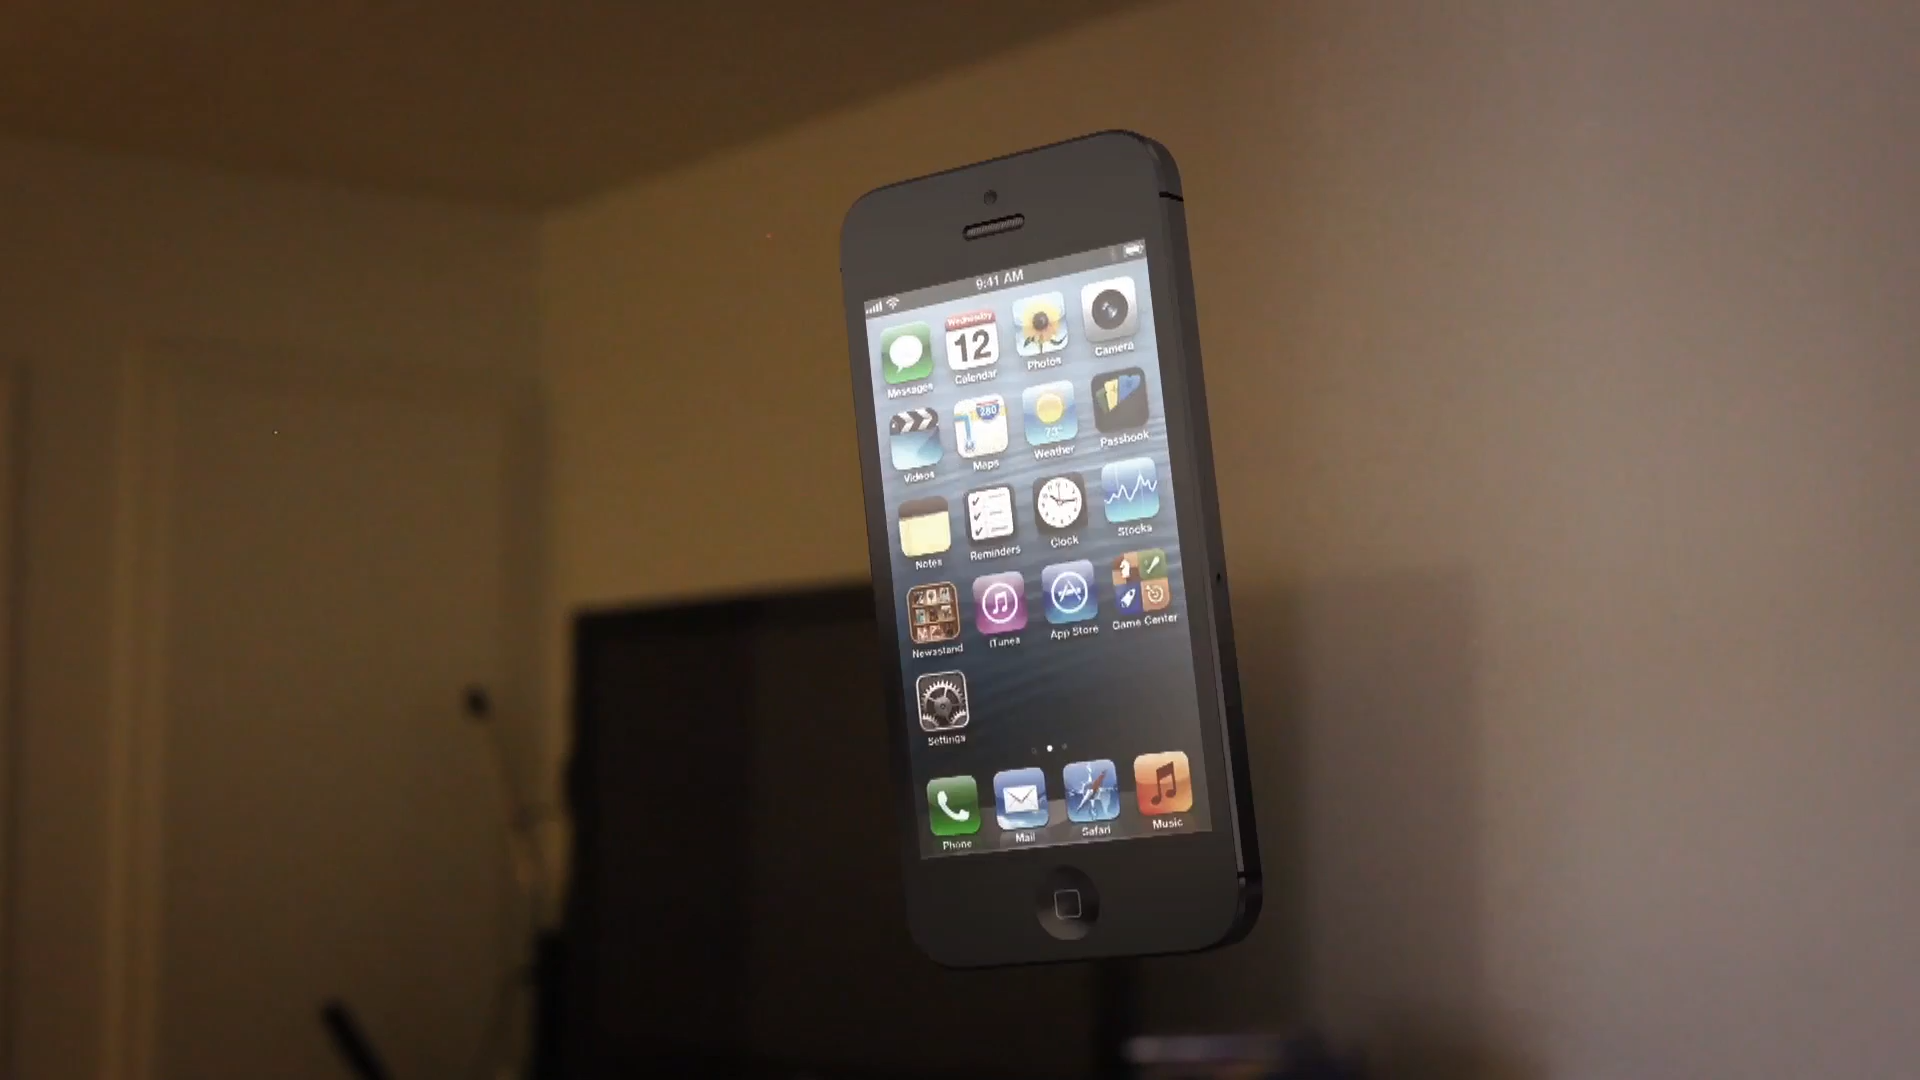 9:41 AM
Messages
Wednesday
12
Calendar
Photos
Camera
Videos
280
Maps
73°
Weather
Passbook
Notes
Reminders
Clock
Stocks
Newsstand
iTunes
App Store
Game Center
Settings
Phone
Mail
Safari
Music